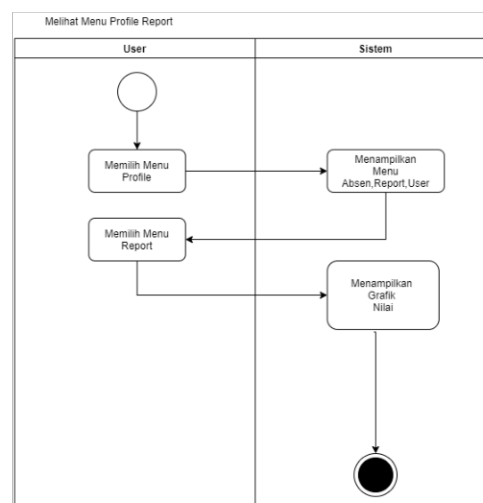 Melihat Menu Profile Report
User
Sistem
Memilih Menu
Profile
Menampilkan
Menu
Absen,Report,User
Memilih Menu
Report
Menampilkan
Grafik
Nilai